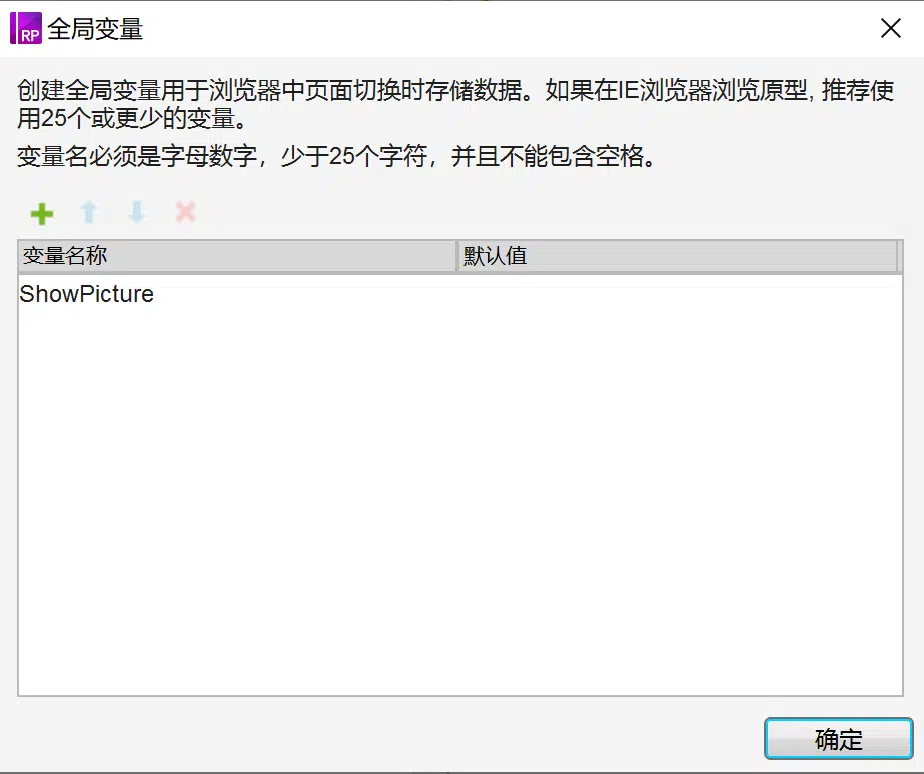 RP 全局变量
创建全局变量用于浏览器中页面切换时存储数据。如果在IE浏览器浏览原型, 推荐使
用25个或更少的变量。
变量名必须是字母数字，少于25个字符，并且不能包含空格。
变量名称 默认值
ShowPicture
确定